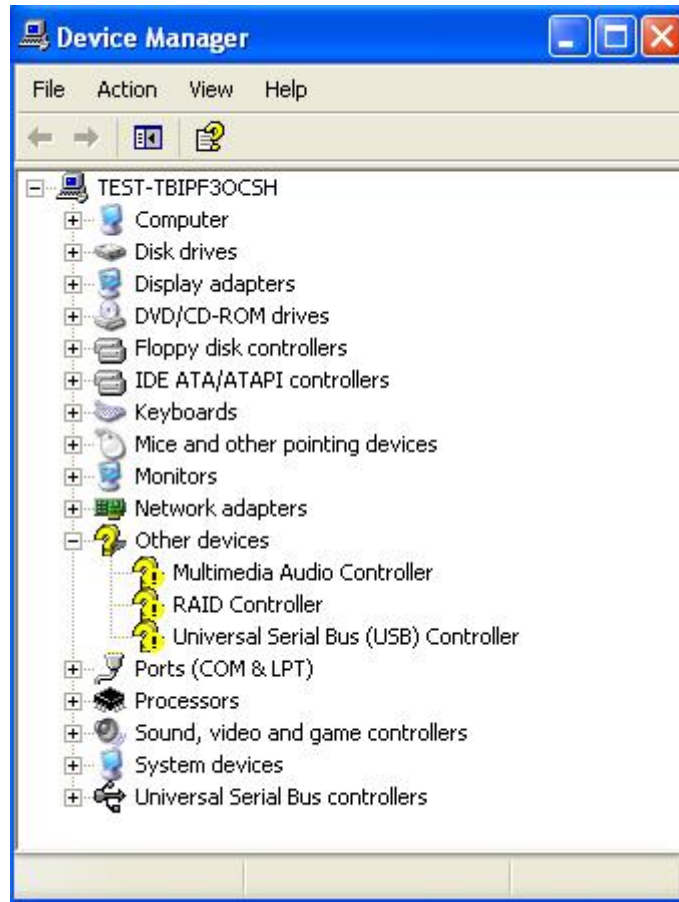 Device Manager
File Action View Help
TEST-TBIPF3OCSH
Computer
Disk drives
Display adapters
DVD/CD-ROM drives
Floppy disk controllers
IDE ATA/ATAPI controllers
Keyboards
Mice and other pointing devices
Monitors
Network adapters
Other devices
Multimedia Audio Controller
RAID Controller
Universal Serial Bus (USB) Controller
Ports (COM & LPT)
Processors
Sound, video and game controllers
System devices
Universal Serial Bus controllers